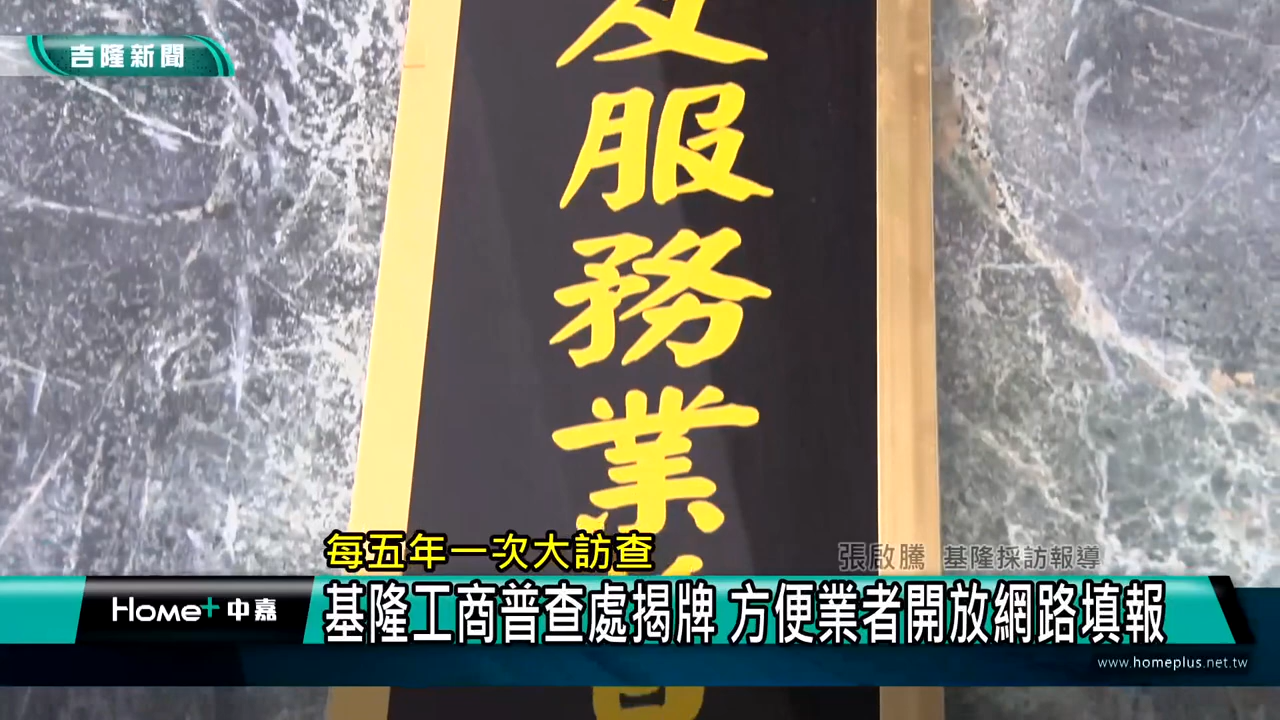 吉隆新聞
及服務業普
每五年一次大訪查
張啟騰 基隆採訪報導
Home+中嘉
基隆工商普查處揭牌 方便業者開放網路填報
www.homeplus.net.tw